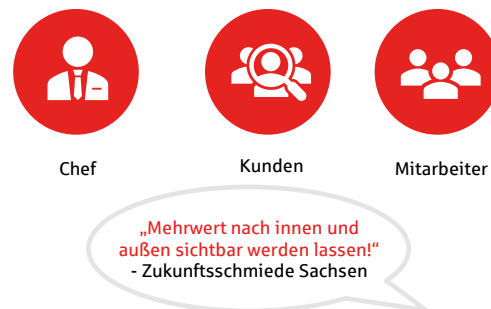 Chef
Kunden
Mitarbeiter
„Mehrwert nach innen und
außen sichtbar werden lassen!“
- Zukunftsschmiede Sachsen